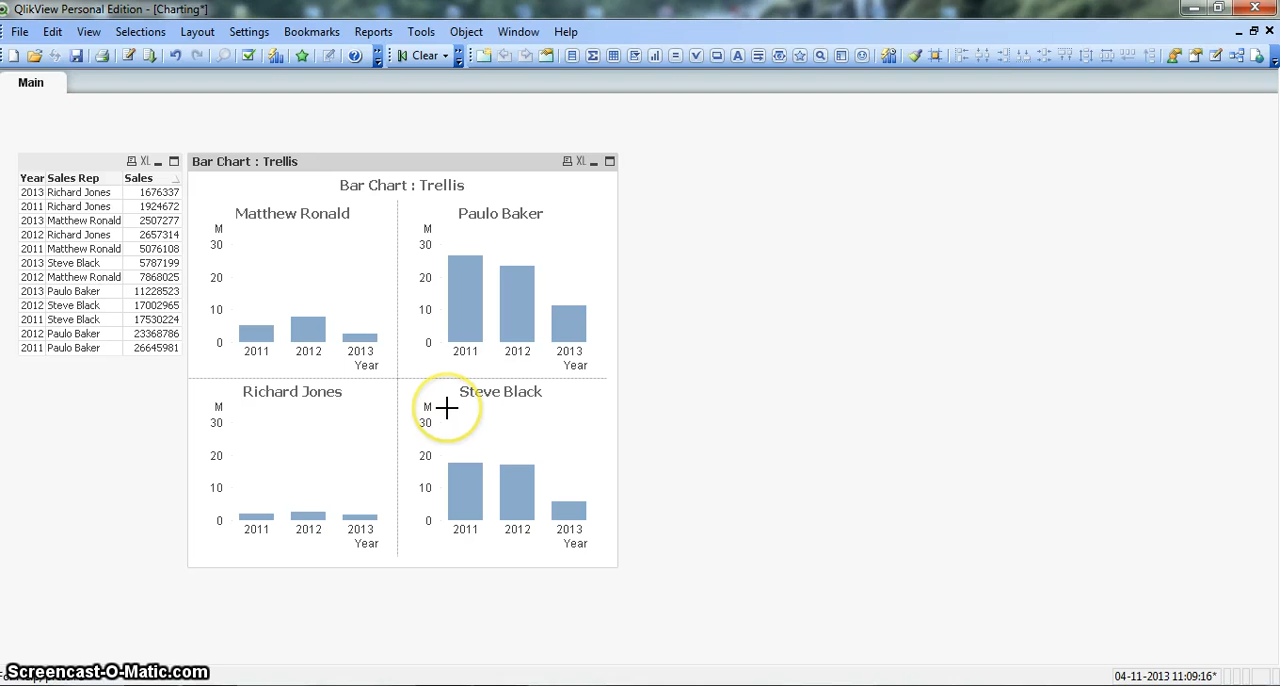 QlikView Personal Edition - [Charting*]
File Edit View Selections Layout Settings Bookmarks Reports Tools Object Window Help
Clear
Main
XL
Year Sales Rep Sales
2013 Richard Jones 1676337
2011 Richard Jones 1924672
2013 Matthew Ronald 2507277
2012 Richard Jones 2657314
2011 Matthew Ronald 5076108
2013 Steve Black 5787199
2012 Matthew Ronald 7868025
2013 Paulo Baker 11228523
2012 Steve Black 17002965
2011 Steve Black 17530224
2012 Paulo Baker 23368786
2011 Paulo Baker 26645981
Bar Chart : Trellis XL
Bar Chart : Trellis
Matthew Ronald
M
30
20
10
0
2011 2012 2013
Year
Paulo Baker
M
30
20
10
0
2011 2012 2013
Year
Richard Jones
M
30
20
10
0
2011 2012 2013
Year
Steve Black
M
30
20
10
0
2011 2012 2013
Year
Screencast-O-Matic.com
04-11-2013 11:09:16*